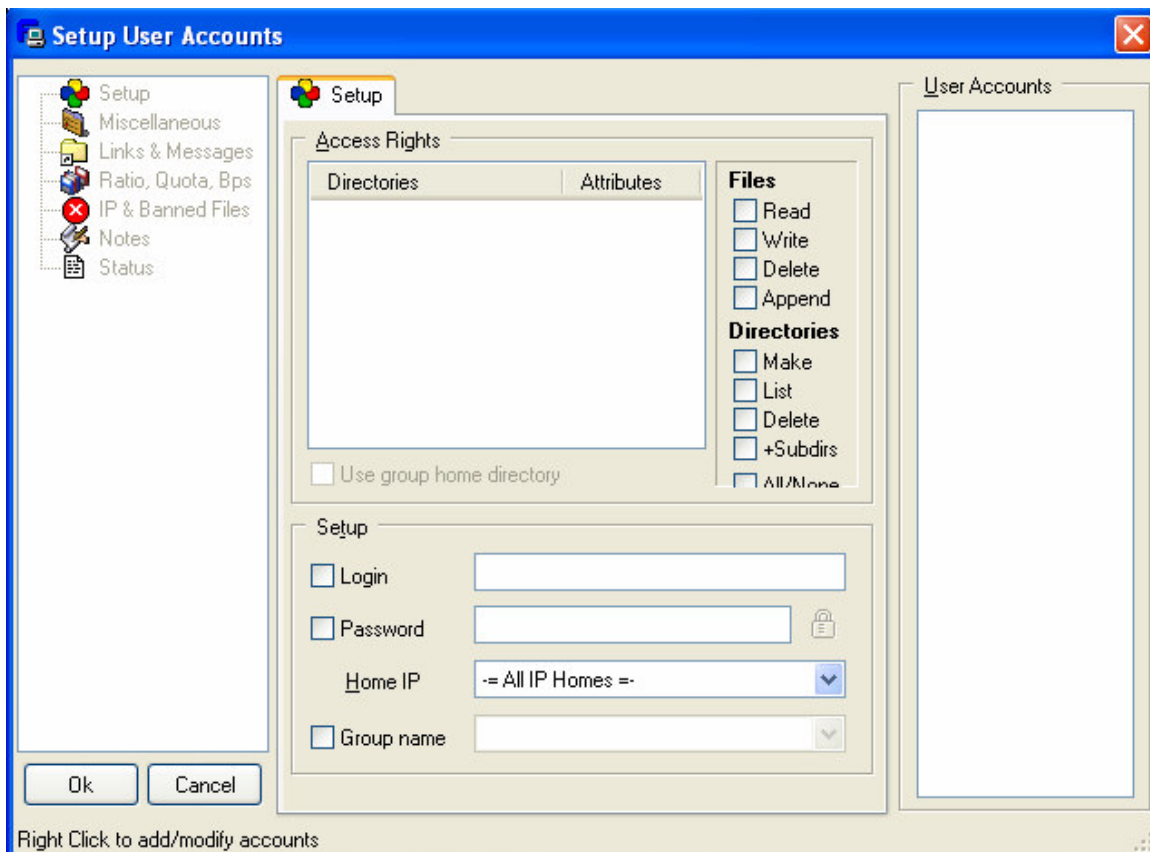 Setup User Accounts
Setup
Miscellaneous
Links & Messages
Ratio, Quota, Bps
IP & Banned Files
Notes
Status
Ok
Cancel
Setup
Access Rights
Directories Attributes
Use group home directory
Files
Read
Write
Delete
Append
Directories
Make
List
Delete
+Subdirs
All/None
Setup
Login
Password
Home IP -= All IP Homes =-
Group name
User Accounts
Right Click to add/modify accounts